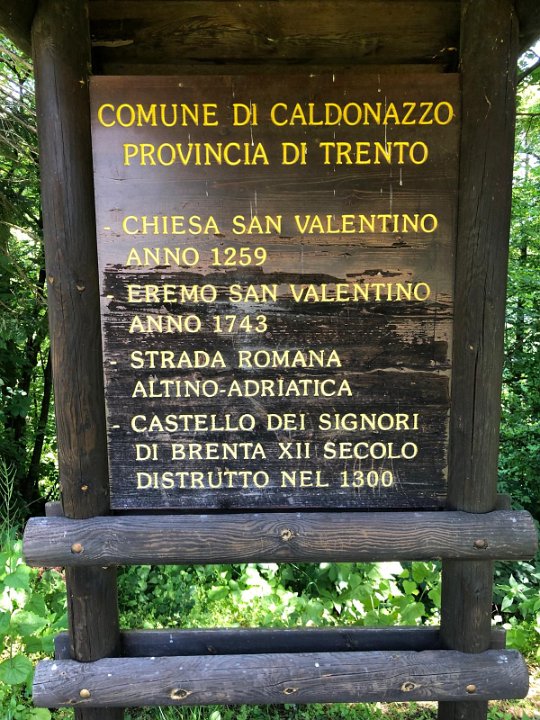 COMUNE DI CALDONAZZO
PROVINCIA DI TRENTO
- CHIESA SAN VALENTINO
ANNO 1259
- EREMO SAN VALENTINO
ANNO 1743
- STRADA ROMANA
ALTINO-ADRIATICA
- CASTELLO DEI SIGNORI
DI BRENTA XII SECOLO
DISTRUTTO NEL 1300